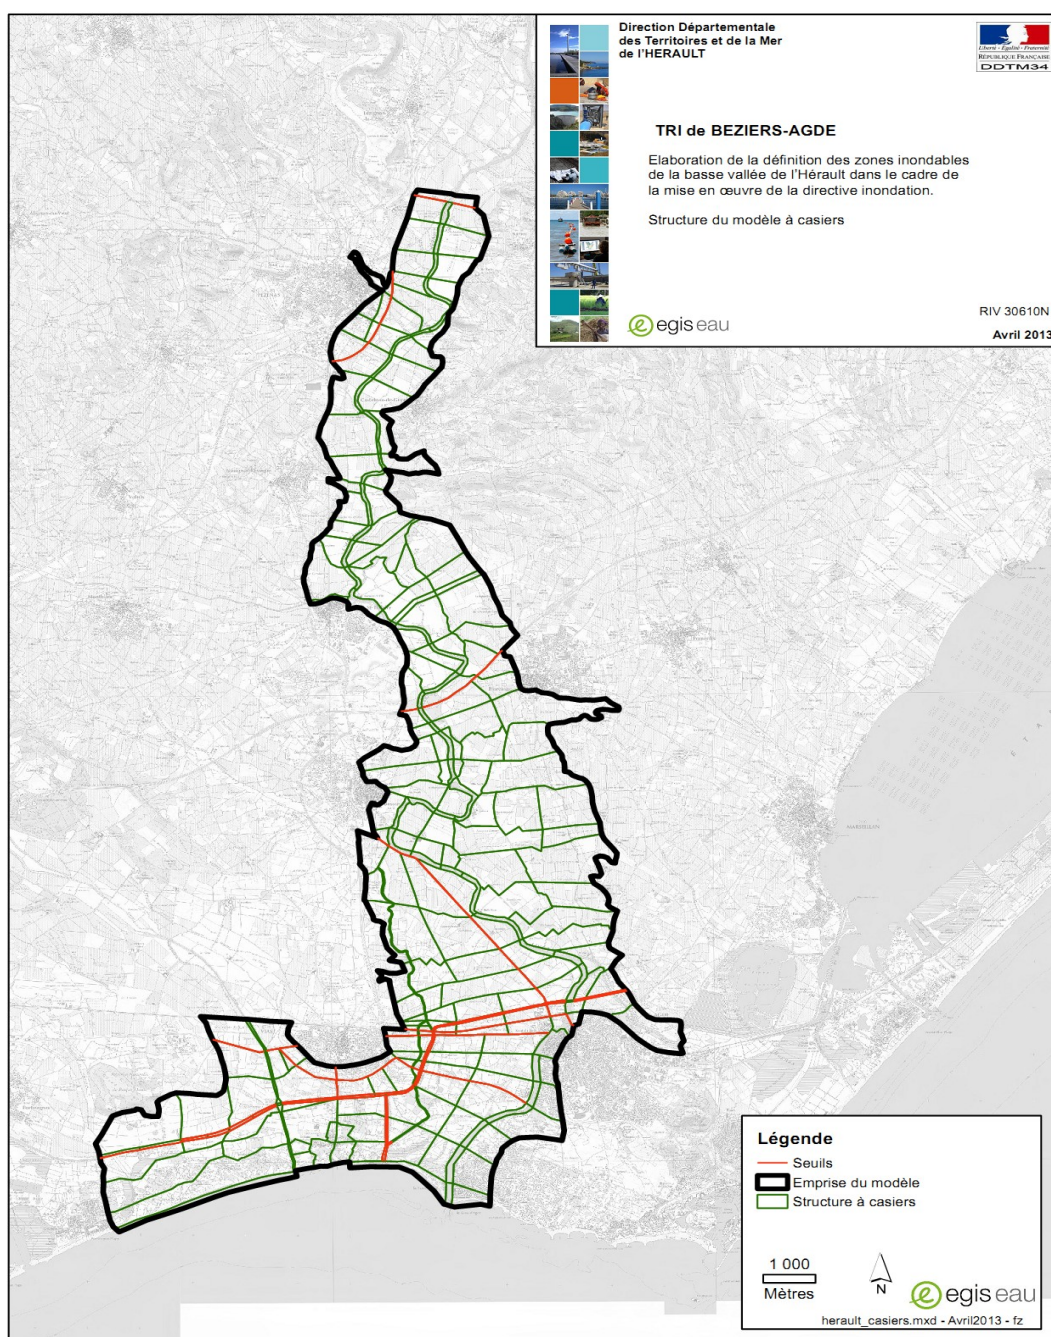 Direction Départementale
des Territoires et de la Mer
de l'HERAULT
Liberté • Égalité • Fraternité
RÉPUBLIQUE FRANÇAISE
DDTM34
TRI de BEZIERS-AGDE
Elaboration de la définition des zones inondables
de la basse vallée de l'Hérault dans le cadre de
la mise en œuvre de la directive inondation.
Structure du modèle à casiers
egis eau
RIV 30610N
Avril 2013
MARSEILLAN
Légende
Seuils
Emprise du modèle
Structure à casiers
1 000
Mètres
N
egis eau
herault_casiers.mxd - Avril2013 - fz